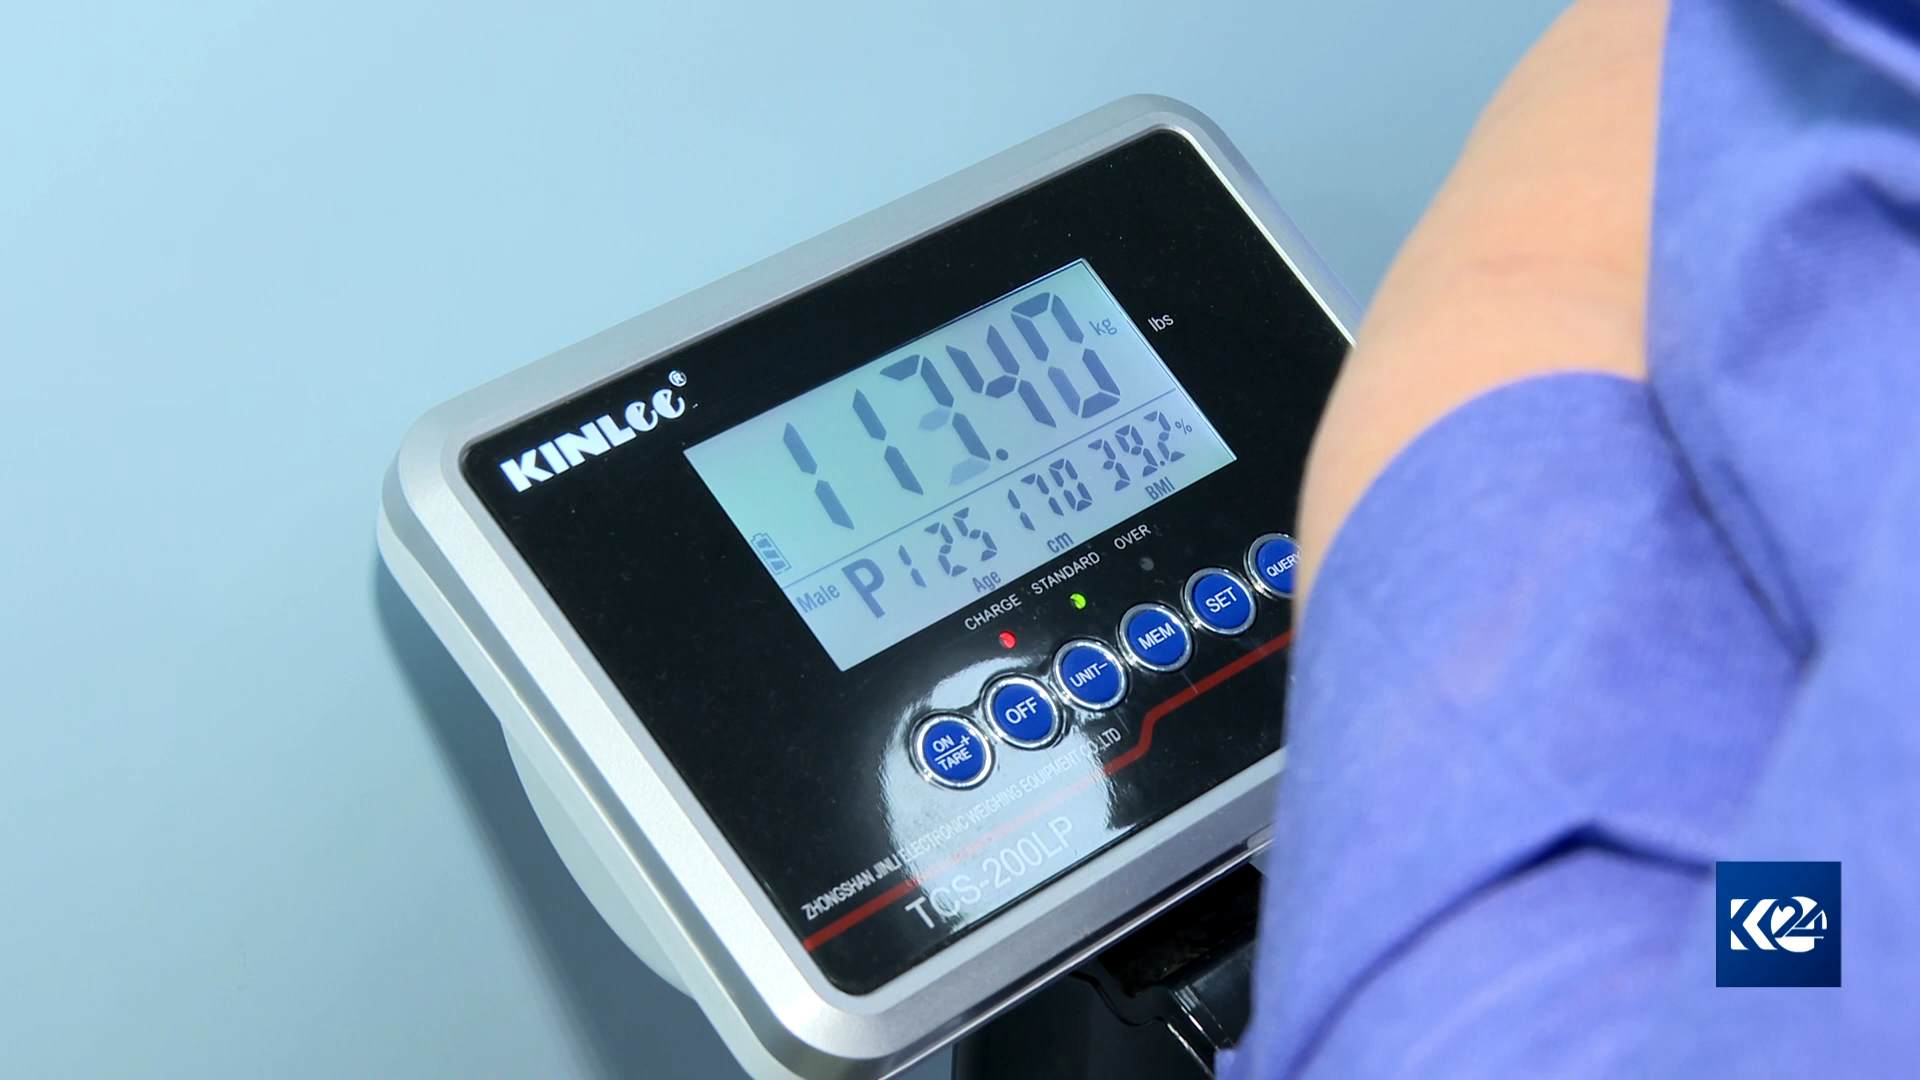 KINLee®
113.40 kg
lbs
Male P1 25 170 39.2 %
Age cm BMI
CHARGE STANDARD OVER
ON + TARE OFF UNIT- MEM SET QUERY
ZHONGSHAN JINLI ELECTRONIC WEIGHING EQUIPMENT CO.,LTD
TCS-200LP
K24